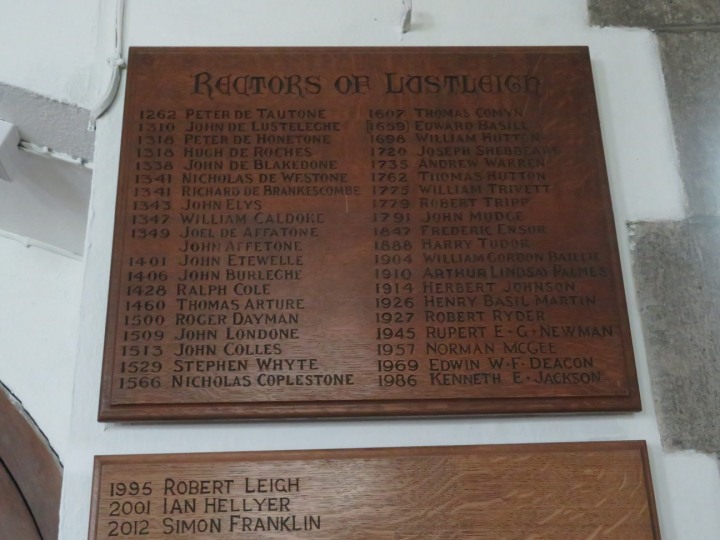 RECTORS OF LUSTLEIGH
1262 PETER DE TAUTONE
1310 JOHN DE LUSTELEGHE
1318 PETER DE HONETONE
1318 HUGH DE ROCHES
1338 JOHN DE BLAKEDONE
1341 NICHOLAS DE WESTONE
1341 RICHARD DE BRANKESCOMBE
1343 JOHN ELYS
1347 WILLIAM CALDOKE
1349 JOEL DE AFFATONE
JOHN AFFETONE
1401 JOHN ETEWELLE
1406 JOHN BURLEGHE
1428 RALPH COLE
1460 THOMAS ARTURE
1500 ROGER DAYMAN
1509 JOHN LONDONE
1513 JOHN COLLES
1529 STEPHEN WHYTE
1566 NICHOLAS COPLESTONE
1607 THOMAS COMYN
(1659) EDWARD BASILL
1698 WILLIAM HUTTON
1720 JOSEPH SHEBBEARE
1735 ANDREW WARREN
1762 THOMAS HUTTON
1775 WILLIAM TRIVETT
1779 ROBERT TRIPP
1791 JOHN MUDGE
1847 FREDERIC ENSOR
1888 HARRY TUDOR
1904 WILLIAM GORDON BAILLIE
1910 ARTHUR LINDSAY PALMES
1914 HERBERT JOHNSON
1926 HENRY BASIL MARTIN
1927 ROBERT RYDER
1945 RUPERT E·G·NEWMAN
1957 NORMAN MCGEE
1969 EDWIN W·F·DEACON
1986 KENNETH E·JACKSON
1995 ROBERT LEIGH
2001 IAN HELLYER
2012 SIMON FRANKLIN